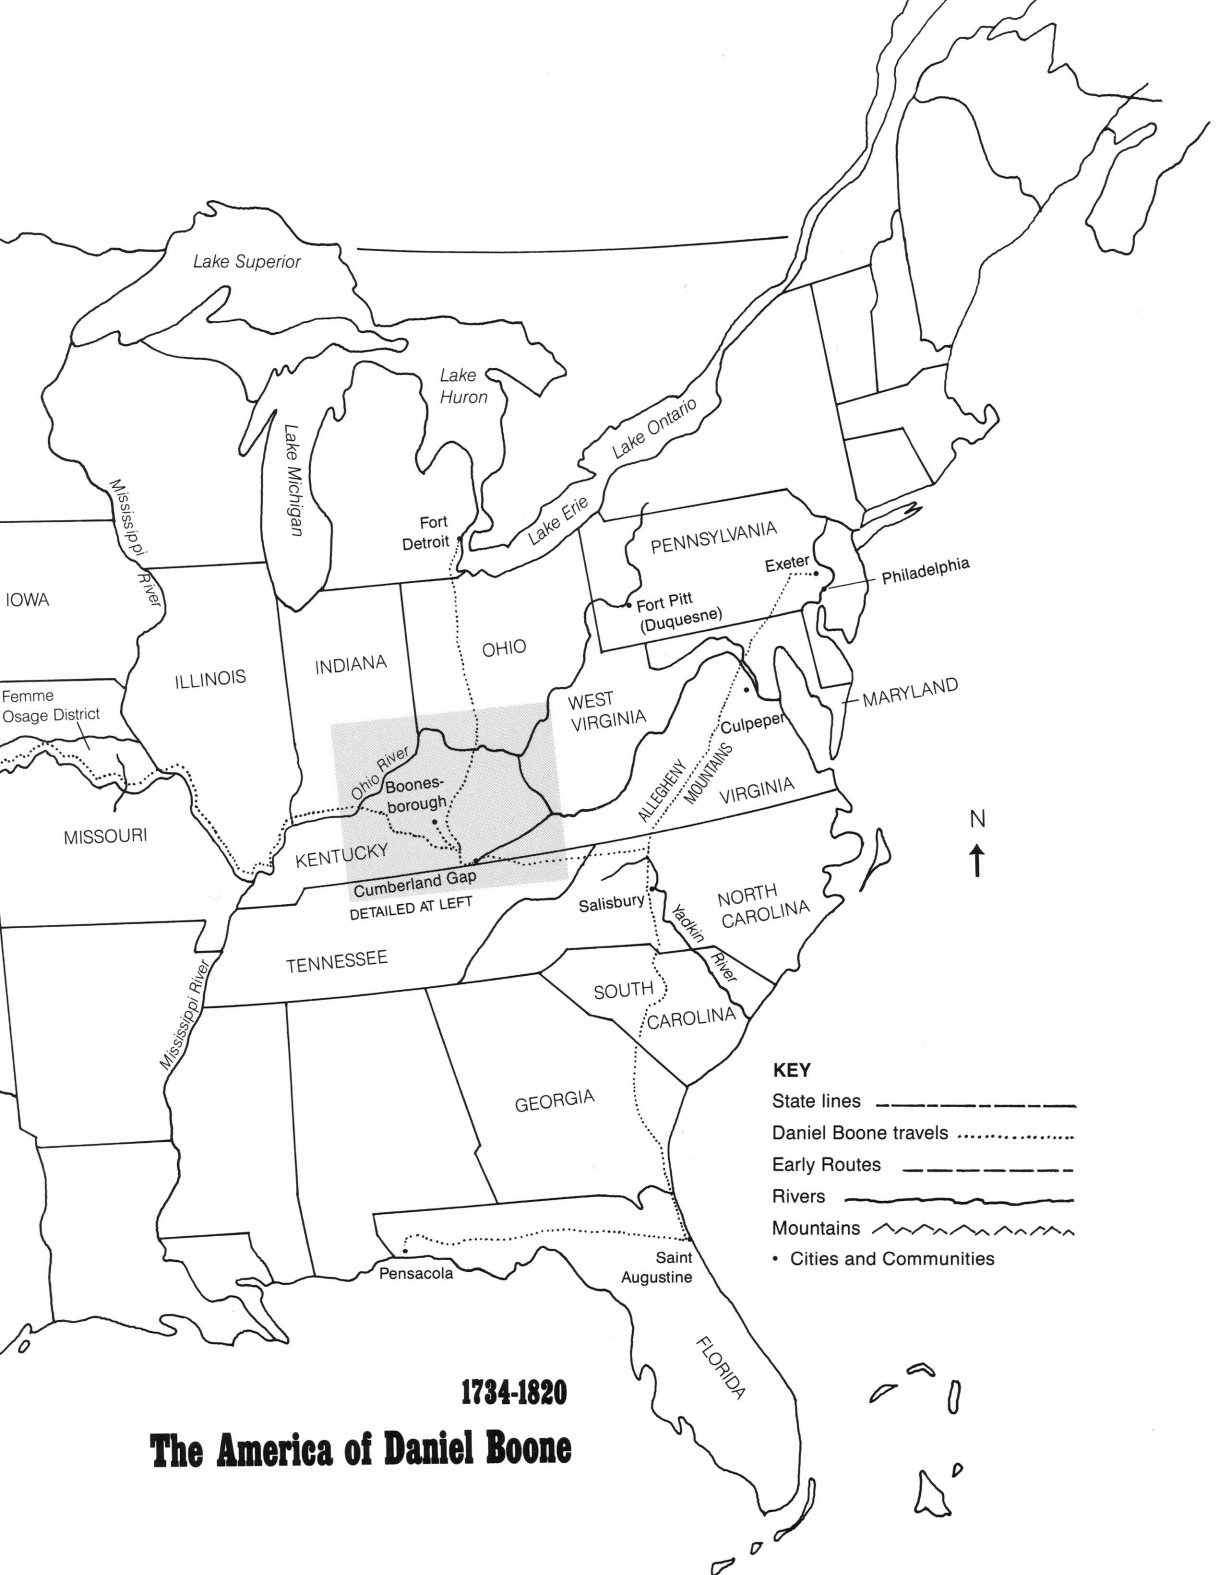 Lake Superior
Lake
Huron
Lake Michigan
Lake Ontario
Lake Erie
Mississippi
River
Fort
Detroit
PENNSYLVANIA
Exeter
Philadelphia
Fort Pitt
(Duquesne)
IOWA
ILLINOIS
INDIANA
OHIO
Femme
Osage District
WEST
VIRGINIA
MARYLAND
Culpeper
Ohio River
Boones-
borough
ALLEGHENY
MOUNTAINS
VIRGINIA
MISSOURI
KENTUCKY
Cumberland Gap
DETAILED AT LEFT
N
Salisbury
Yadkin
River
NORTH
CAROLINA
TENNESSEE
Mississippi River
SOUTH
CAROLINA
GEORGIA
KEY
State lines
Daniel Boone travels
Early Routes
Rivers
Mountains
• Cities and Communities
Pensacola
Saint
Augustine
FLORIDA
1734-1820
The America of Daniel Boone